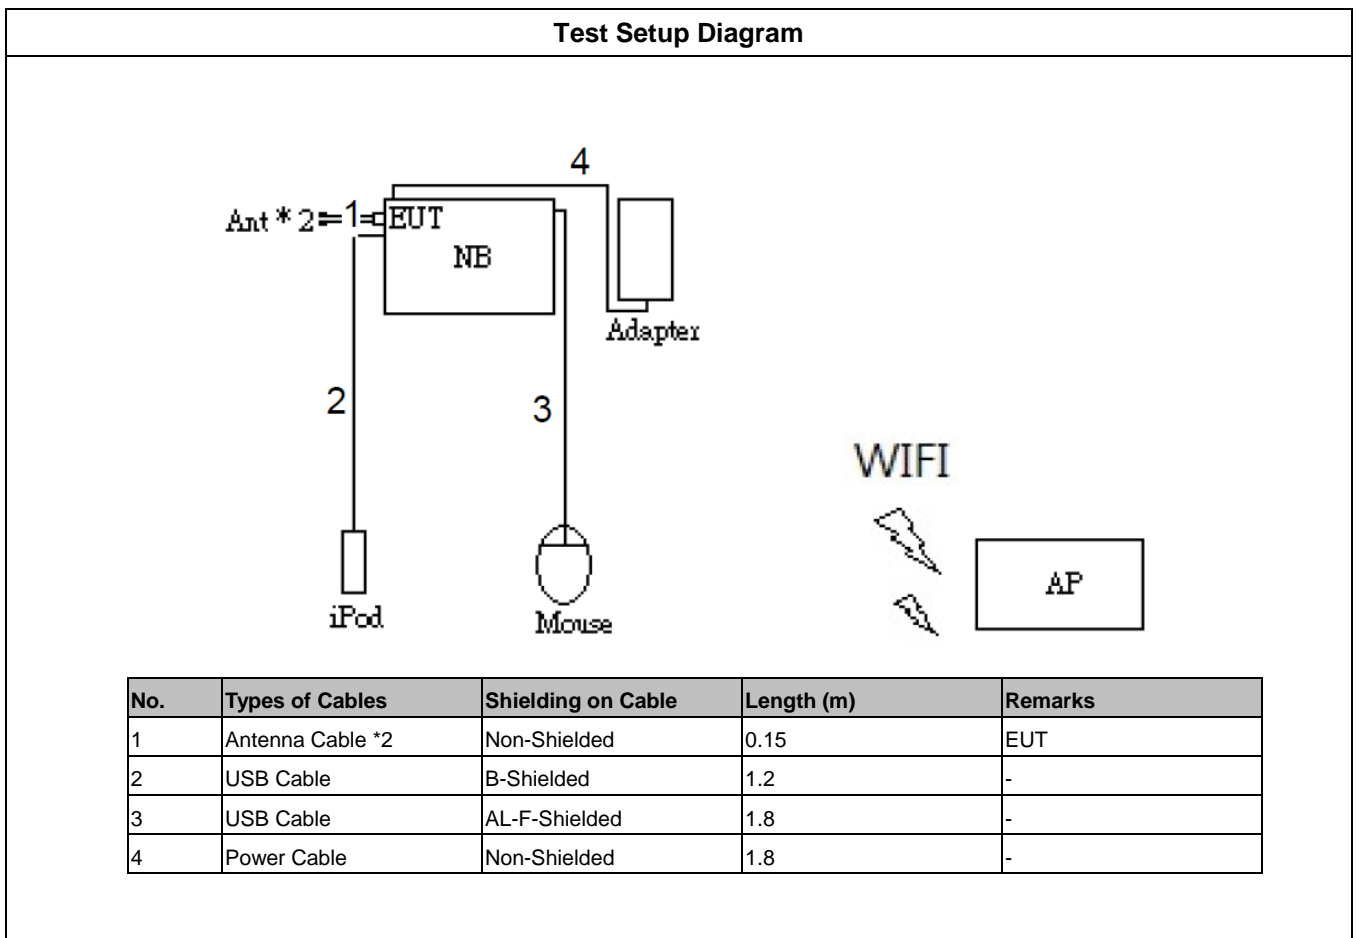 Test Setup Diagram
4
Ant * 2
1
EUT
NB
Adapter
2
3
WIFI
AP
iPod
Mouse
No. Types of Cables Shielding on Cable Length (m) Remarks
1 Antenna Cable *2 Non-Shielded 0.15 EUT
2 USB Cable B-Shielded 1.2 -
3 USB Cable AL-F-Shielded 1.8 -
4 Power Cable Non-Shielded 1.8 -